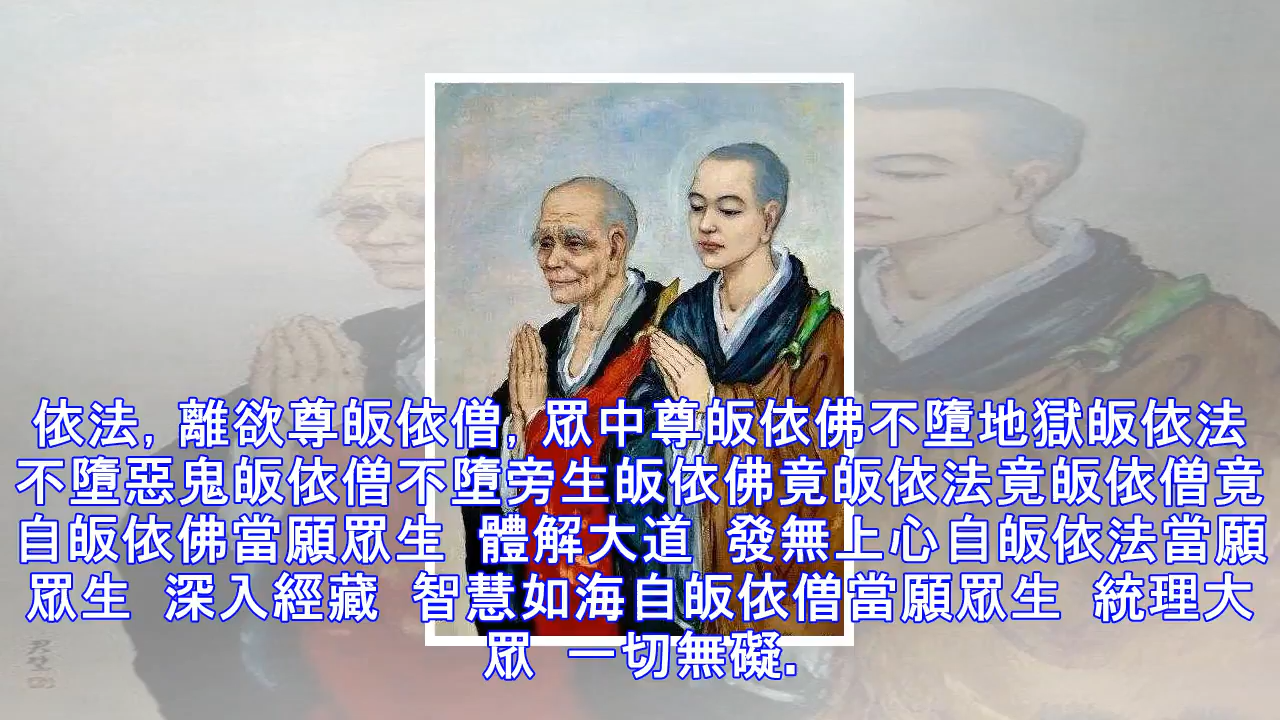 依法, 離欲尊皈依僧, 眾中尊皈依佛不墮地獄皈依法
不墮惡鬼皈依僧不墮旁生皈依佛竟皈依法竟皈依僧竟
自皈依佛當願眾生 體解大道 發無上心自皈依法當願
眾生 深入經藏 智慧如海自皈依僧當願眾生 統理大
眾 一切無礙.